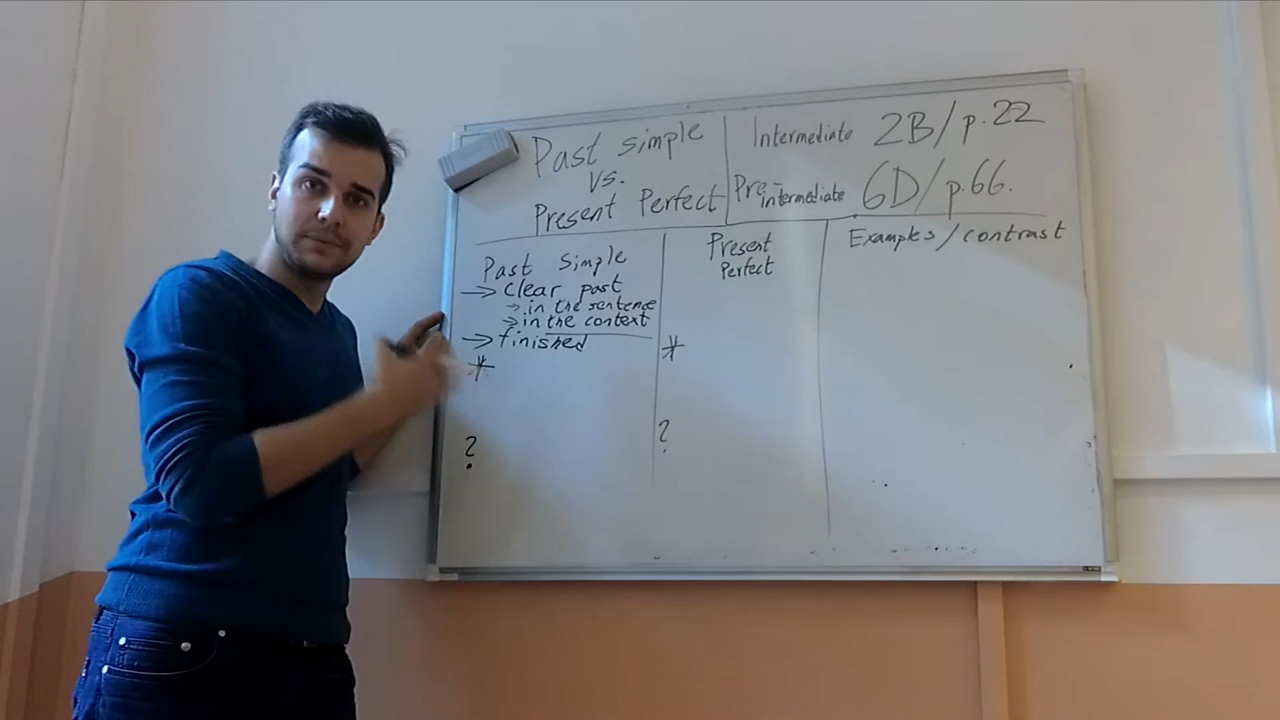 Past simple
vs.
Present Perfect
Intermediate 2B/p.22
Pre-intermediate 6D/p.66.
Past Simple
→ clear past
→ in the sentence
→ in the context
→ finished
*
?
Present
Perfect
*
?
Examples/contrast